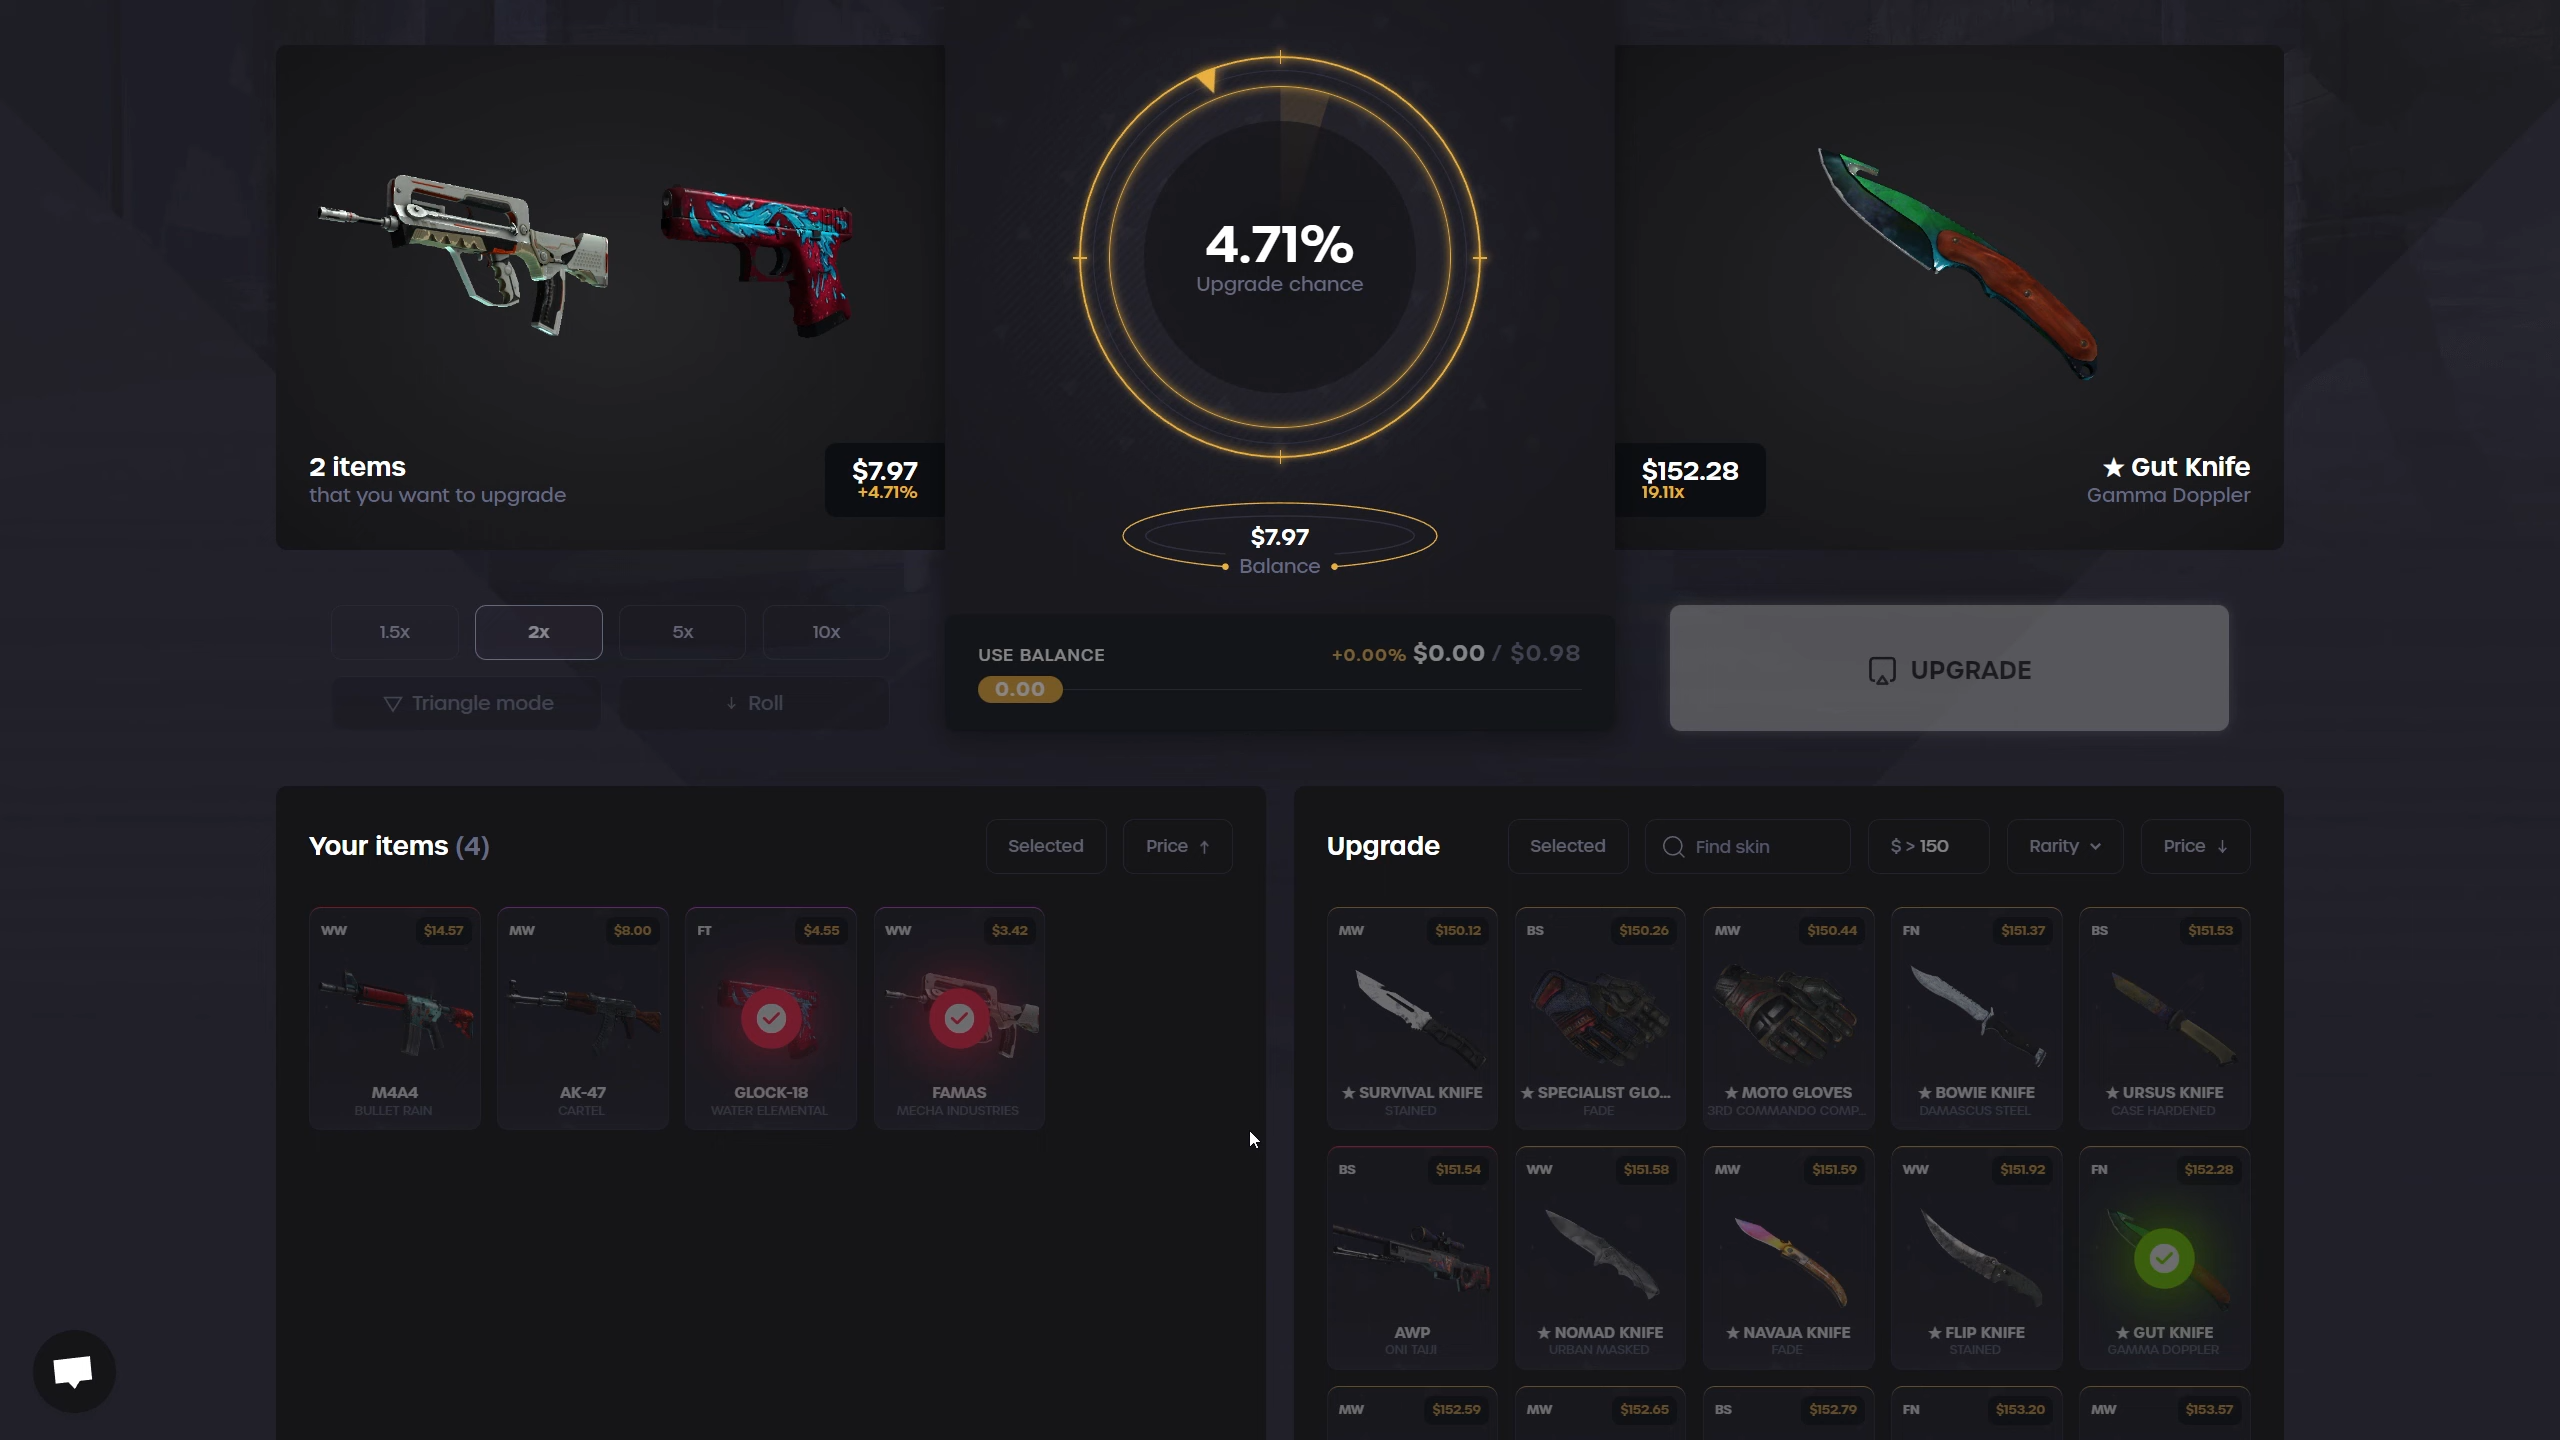 4.71%
Upgrade chance
2 items
that you want to upgrade
$7.97
+4.71%
$152.28
19.11x
★ Gut Knife
Gamma Doppler
$7.97
Balance
1.5x
2x
5x
10x
Triangle mode
Roll
USE BALANCE
+0.00% $0.00 / $0.98
0.00
UPGRADE
Your items (4)
Selected
Price ↑
WW $14.57
M4A4
BULLET RAIN
MW $8.00
AK-47
CARTEL
FT $4.55
GLOCK-18
WATER ELEMENTAL
WW $3.42
FAMAS
MECHA INDUSTRIES
Upgrade
Selected
Find skin
$ > 150
Rarity
Price ↓
MW $150.12
★ SURVIVAL KNIFE
STAINED
BS $150.26
★ SPECIALIST GLO...
FADE
MW $150.44
★ MOTO GLOVES
3RD COMMANDO COMP...
FN $151.37
★ BOWIE KNIFE
DAMASCUS STEEL
BS $151.53
★ URSUS KNIFE
CASE HARDENED
BS $151.54
AWP
ONI TAIJI
WW $151.58
★ NOMAD KNIFE
URBAN MASKED
MW $151.59
★ NAVAJA KNIFE
FADE
WW $151.92
★ FLIP KNIFE
STAINED
FN $152.28
★ GUT KNIFE
GAMMA DOPPLER
MW $152.59
MW $152.65
BS $152.79
FN $153.20
MW $153.57